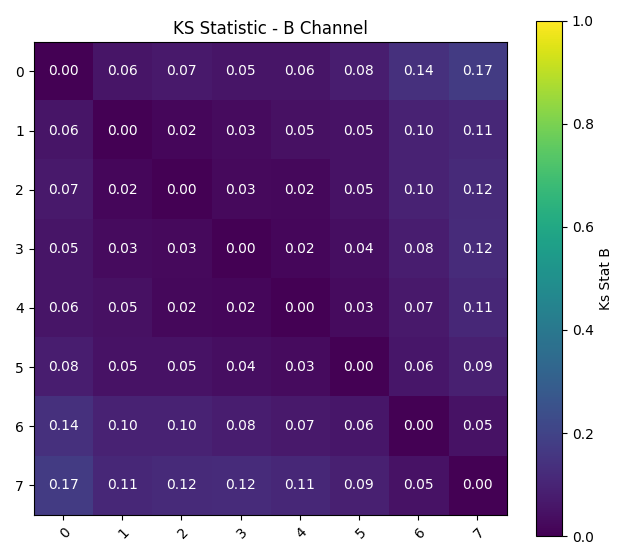 KS Statistic - B Channel
0 0.00 0.06 0.07 0.05 0.06 0.08 0.14 0.17
1 0.06 0.00 0.02 0.03 0.05 0.05 0.10 0.11
2 0.07 0.02 0.00 0.03 0.02 0.05 0.10 0.12
3 0.05 0.03 0.03 0.00 0.02 0.04 0.08 0.12
4 0.06 0.05 0.02 0.02 0.00 0.03 0.07 0.11
5 0.08 0.05 0.05 0.04 0.03 0.00 0.06 0.09
6 0.14 0.10 0.10 0.08 0.07 0.06 0.00 0.05
7 0.17 0.11 0.12 0.12 0.11 0.09 0.05 0.00
0 1 2 3 4 5 6 7
1.0
0.8
0.6
0.4
0.2
0.0
Ks Stat B